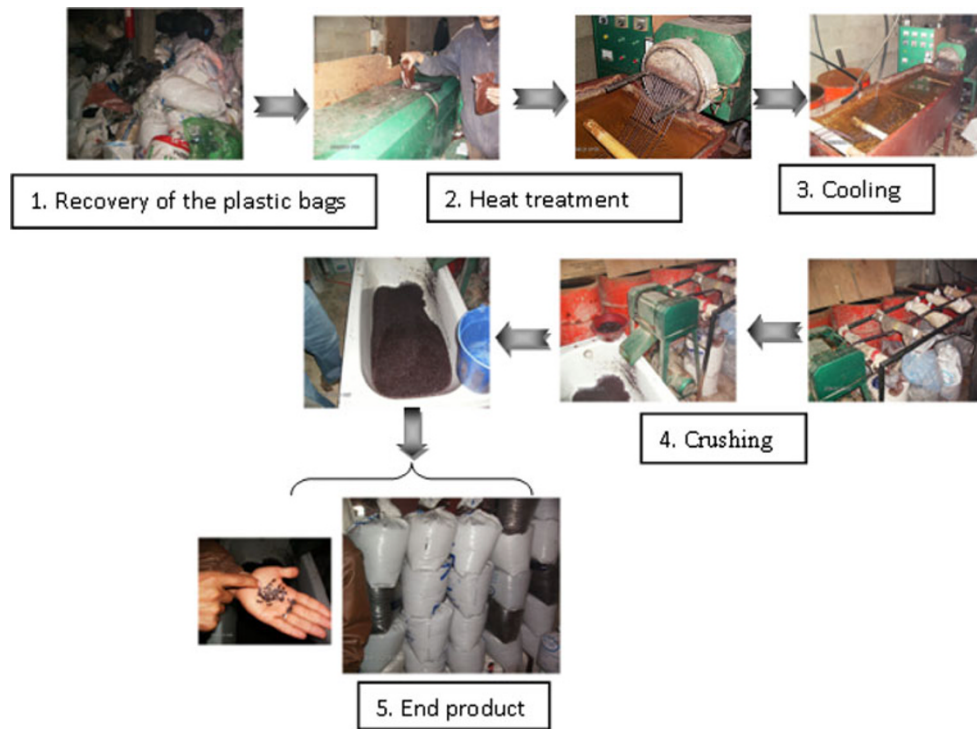 1. Recovery of the plastic bags
2. Heat treatment
3. Cooling
4. Crushing
5. End product